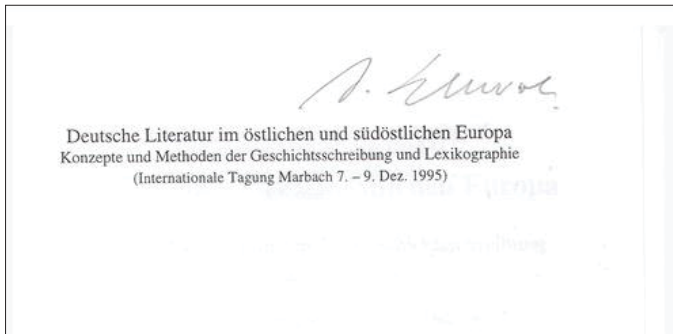 Deutsche Literatur im östlichen und südöstlichen Europa
Konzepte und Methoden der Geschichtsschreibung und Lexikographie
(Internationale Tagung Marbach 7. – 9. Dez. 1995)